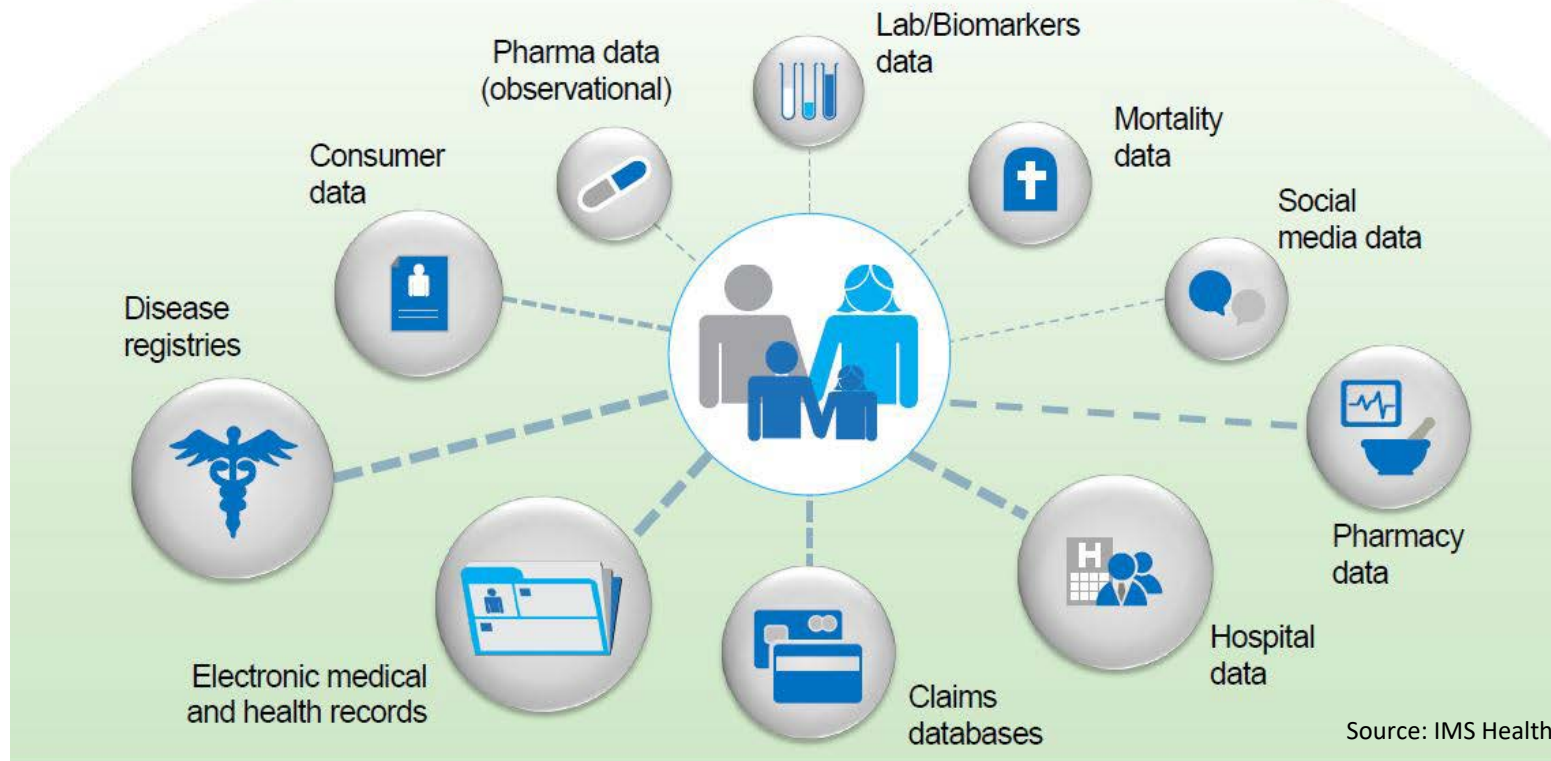 Lab/Biomarkers
data
Pharma data
(observational)
Mortality
data
Consumer
data
Social
media data
Disease
registries
Pharmacy
data
H
Hospital
data
Electronic medical
and health records
Claims
databases
Source: IMS Health